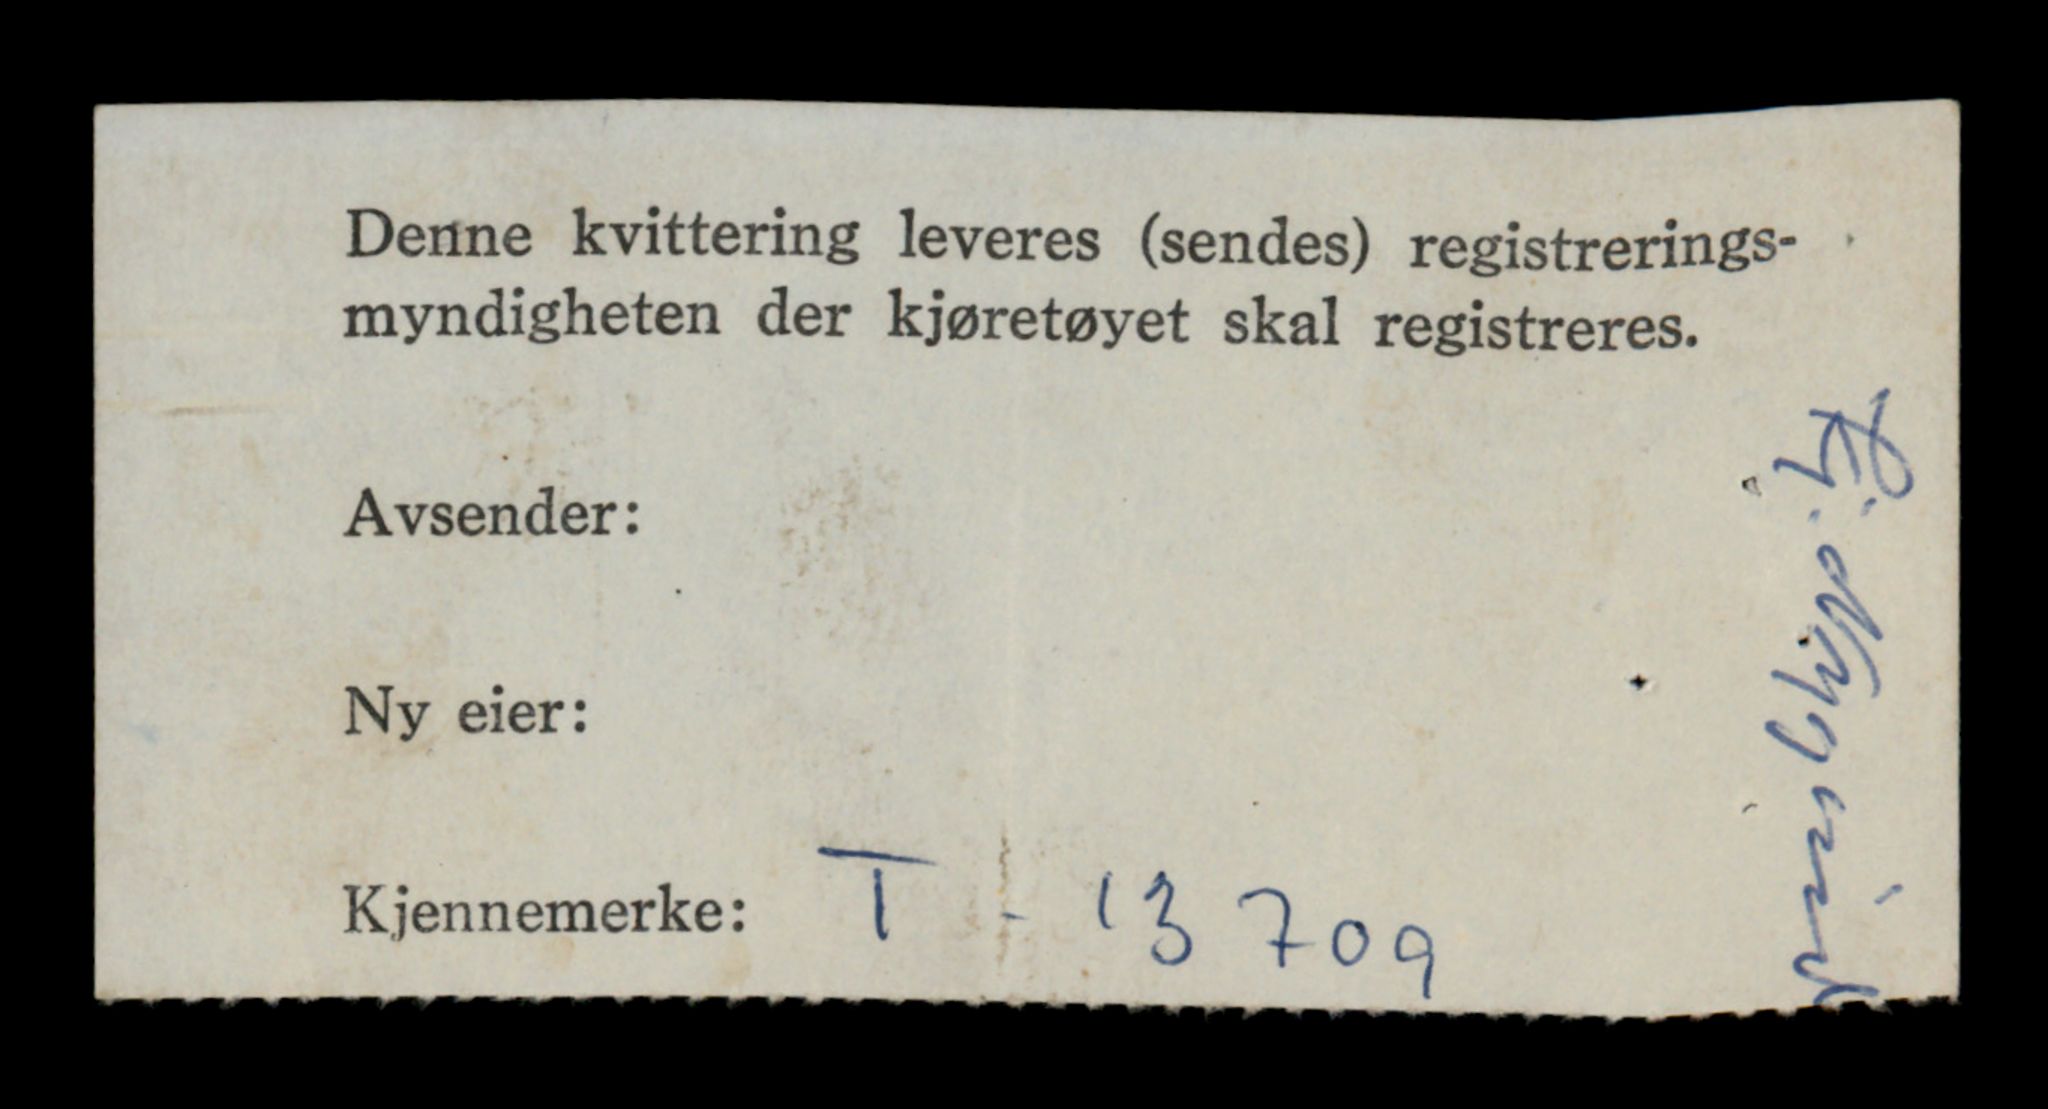 Denne kvittering leveres (sendes) registrerings-
myndigheten der kjøretøyet skal registreres.
Avsender:
Ny eier:
Kjennemerke: T - 13709